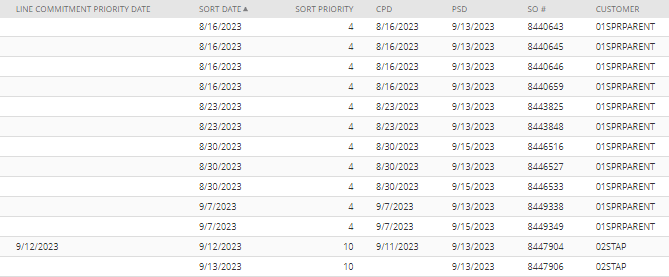 LINE COMMITMENT PRIORITY DATE SORT DATE▲ SORT PRIORITY CPD PSD SO # CUSTOMER
8/16/2023 4 8/16/2023 9/13/2023 8440643 01SPRPARENT
8/16/2023 4 8/16/2023 9/13/2023 8440645 01SPRPARENT
8/16/2023 4 8/16/2023 9/13/2023 8440646 01SPRPARENT
8/16/2023 4 8/16/2023 9/13/2023 8440659 01SPRPARENT
8/23/2023 4 8/23/2023 9/13/2023 8443825 01SPRPARENT
8/23/2023 4 8/23/2023 9/13/2023 8443848 01SPRPARENT
8/30/2023 4 8/30/2023 9/15/2023 8446516 01SPRPARENT
8/30/2023 4 8/30/2023 9/13/2023 8446527 01SPRPARENT
8/30/2023 4 8/30/2023 9/15/2023 8446533 01SPRPARENT
9/7/2023 4 9/7/2023 9/13/2023 8449338 01SPRPARENT
9/7/2023 4 9/7/2023 9/15/2023 8449349 01SPRPARENT
9/12/2023 9/12/2023 10 9/11/2023 9/13/2023 8447904 02STAP
9/13/2023 10 9/13/2023 8447906 02STAP